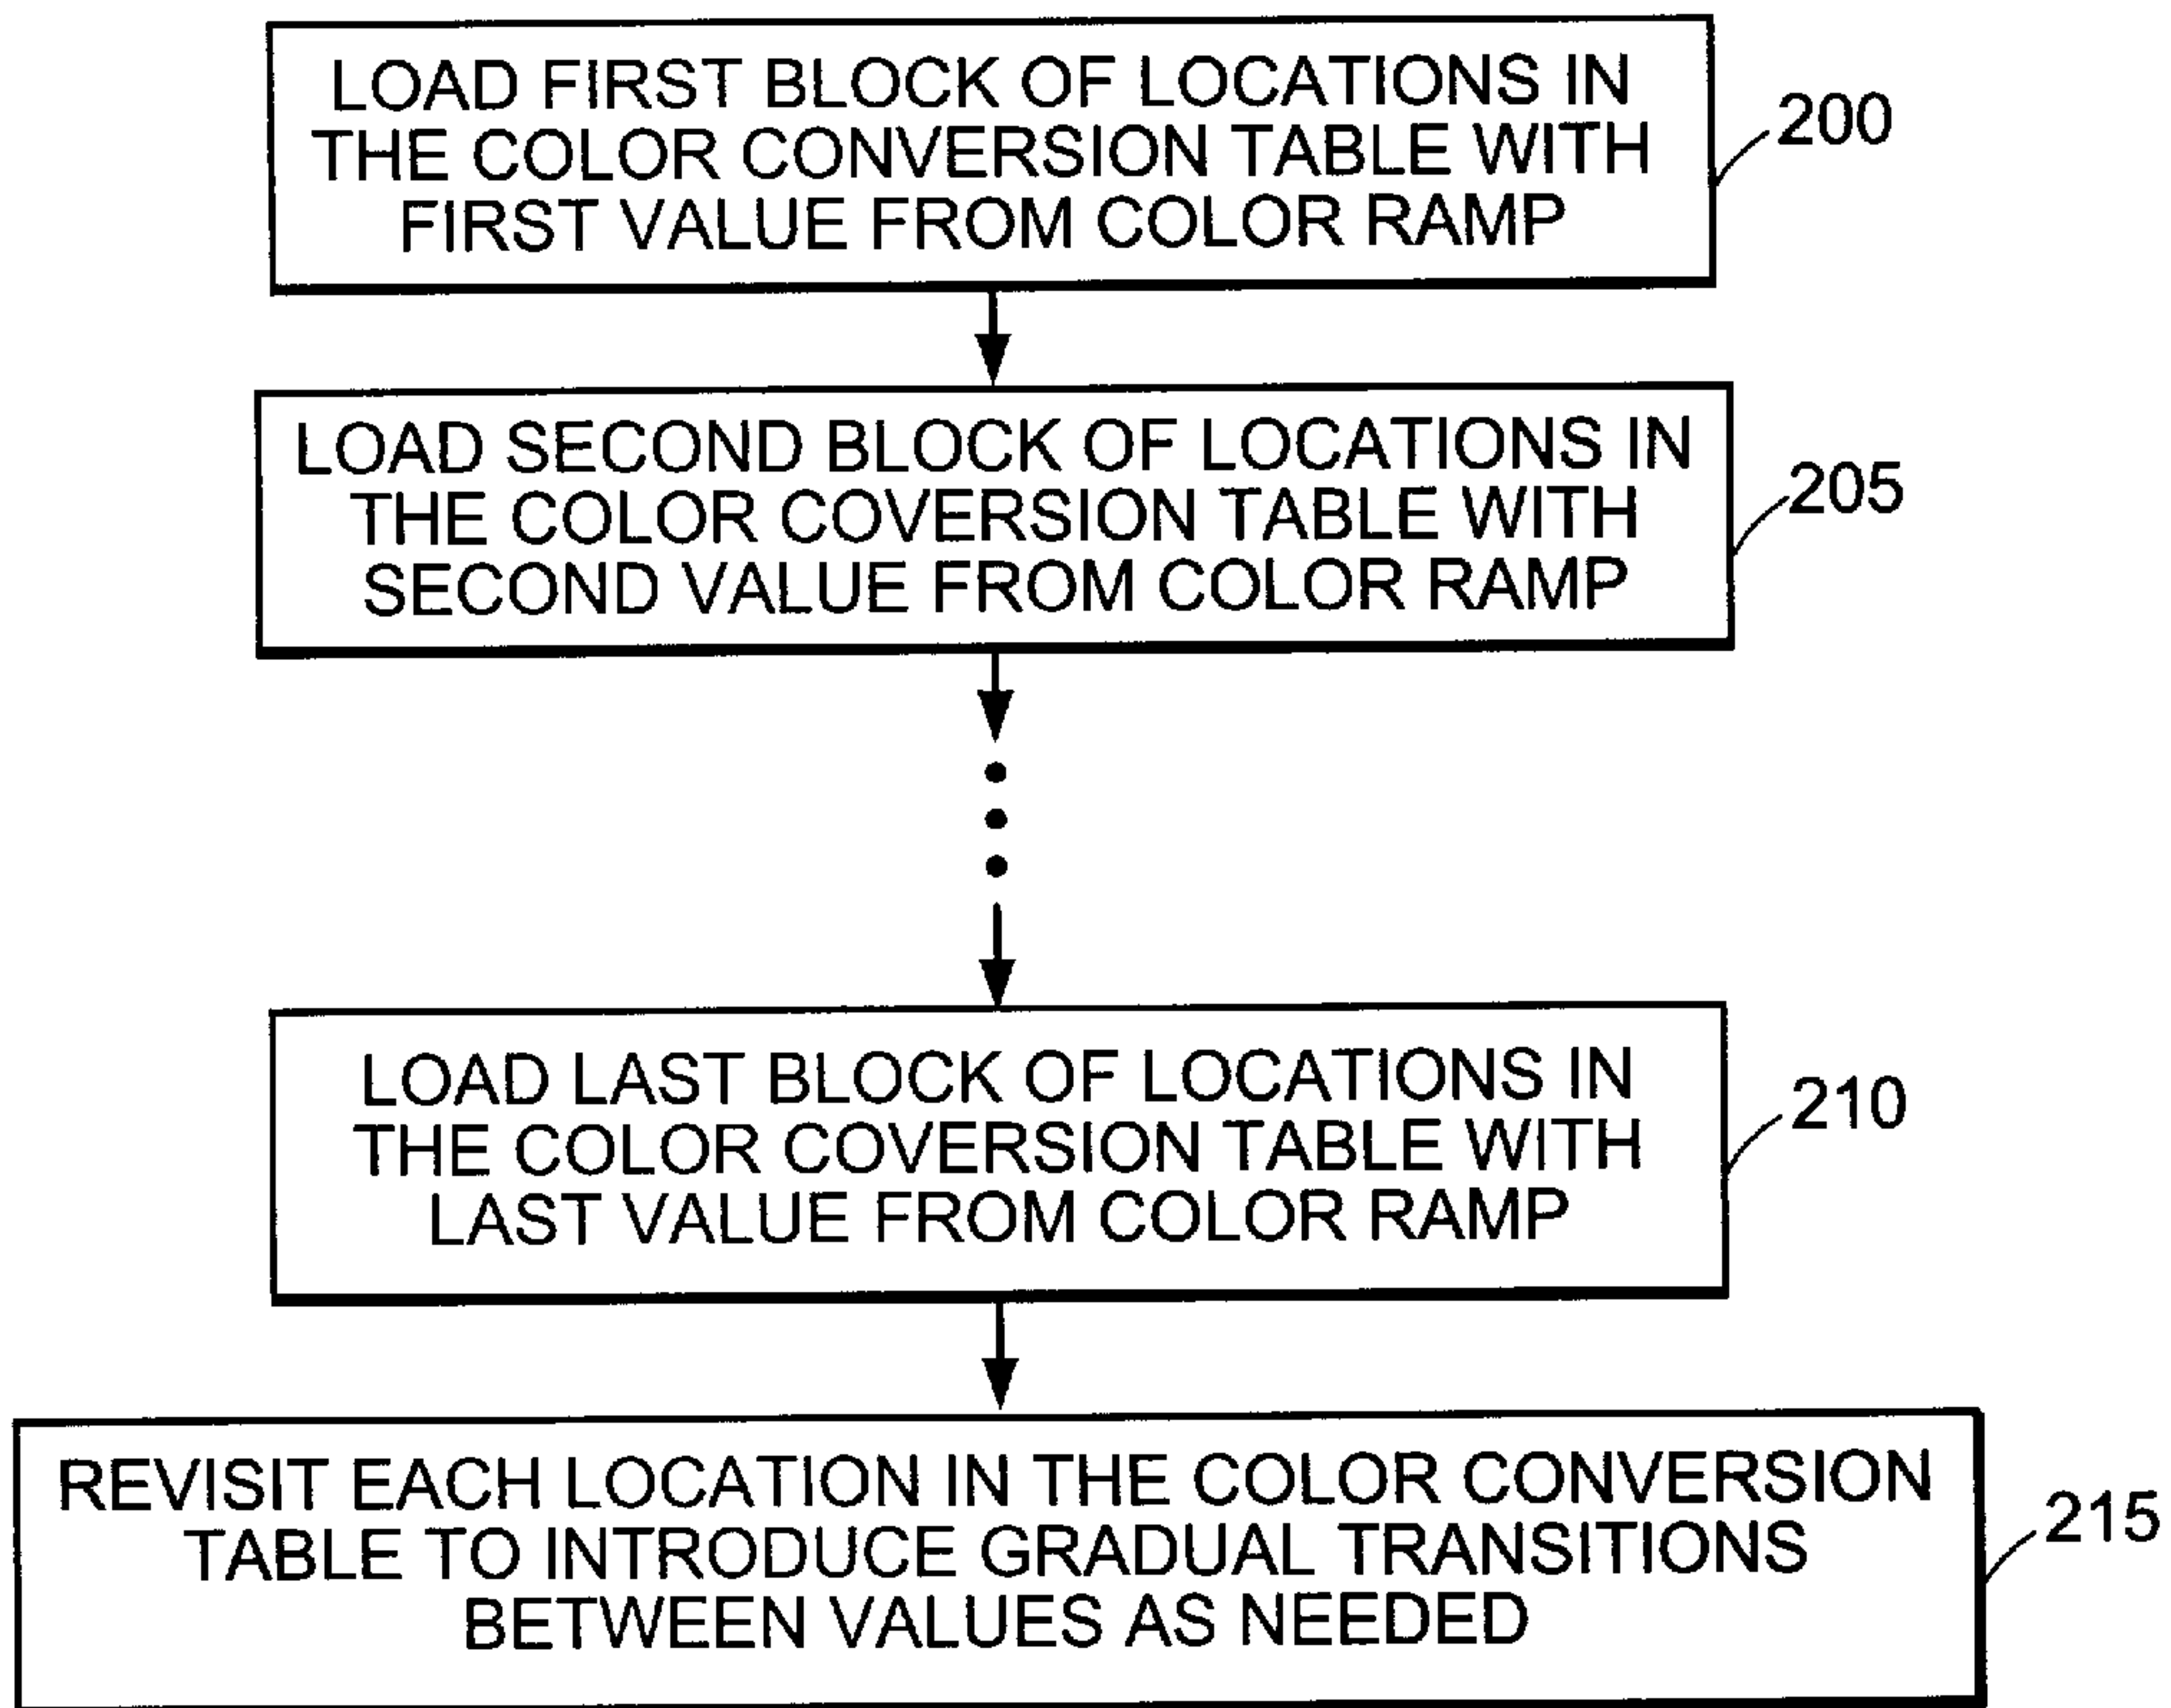 LOAD FIRST BLOCK OF LOCATIONS IN
THE COLOR CONVERSION TABLE WITH
FIRST VALUE FROM COLOR RAMP
200
LOAD SECOND BLOCK OF LOCATIONS IN
THE COLOR COVERSION TABLE WITH
SECOND VALUE FROM COLOR RAMP
205
LOAD LAST BLOCK OF LOCATIONS IN
THE COLOR COVERSION TABLE WITH
LAST VALUE FROM COLOR RAMP
210
REVISIT EACH LOCATION IN THE COLOR CONVERSION
TABLE TO INTRODUCE GRADUAL TRANSITIONS
BETWEEN VALUES AS NEEDED
215